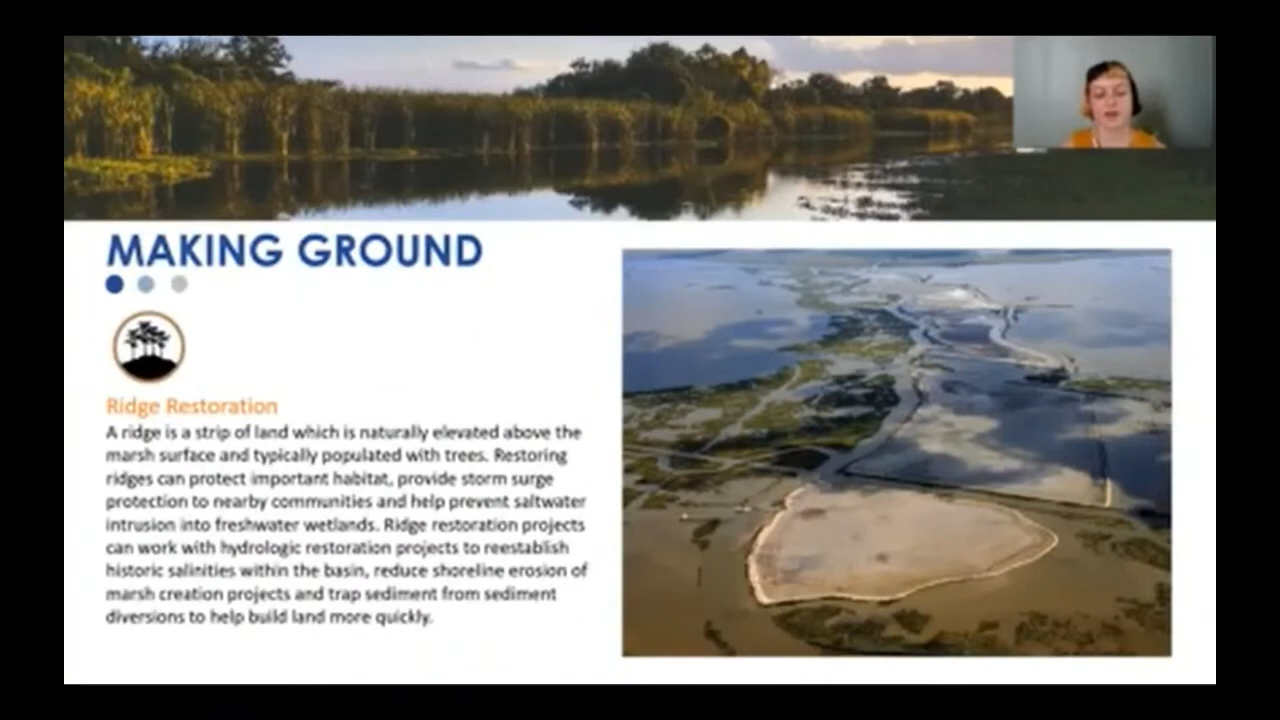 MAKING GROUND
Ridge Restoration
A ridge is a strip of land which is naturally elevated above the
marsh surface and typically populated with trees. Restoring
ridges can protect important habitat, provide storm surge
protection to nearby communities and help prevent saltwater
intrusion into freshwater wetlands. Ridge restoration projects
can work with hydrologic restoration projects to reestablish
historic salinities within the basin, reduce shoreline erosion of
marsh creation projects and trap sediment from sediment
diversions to help build land more quickly.